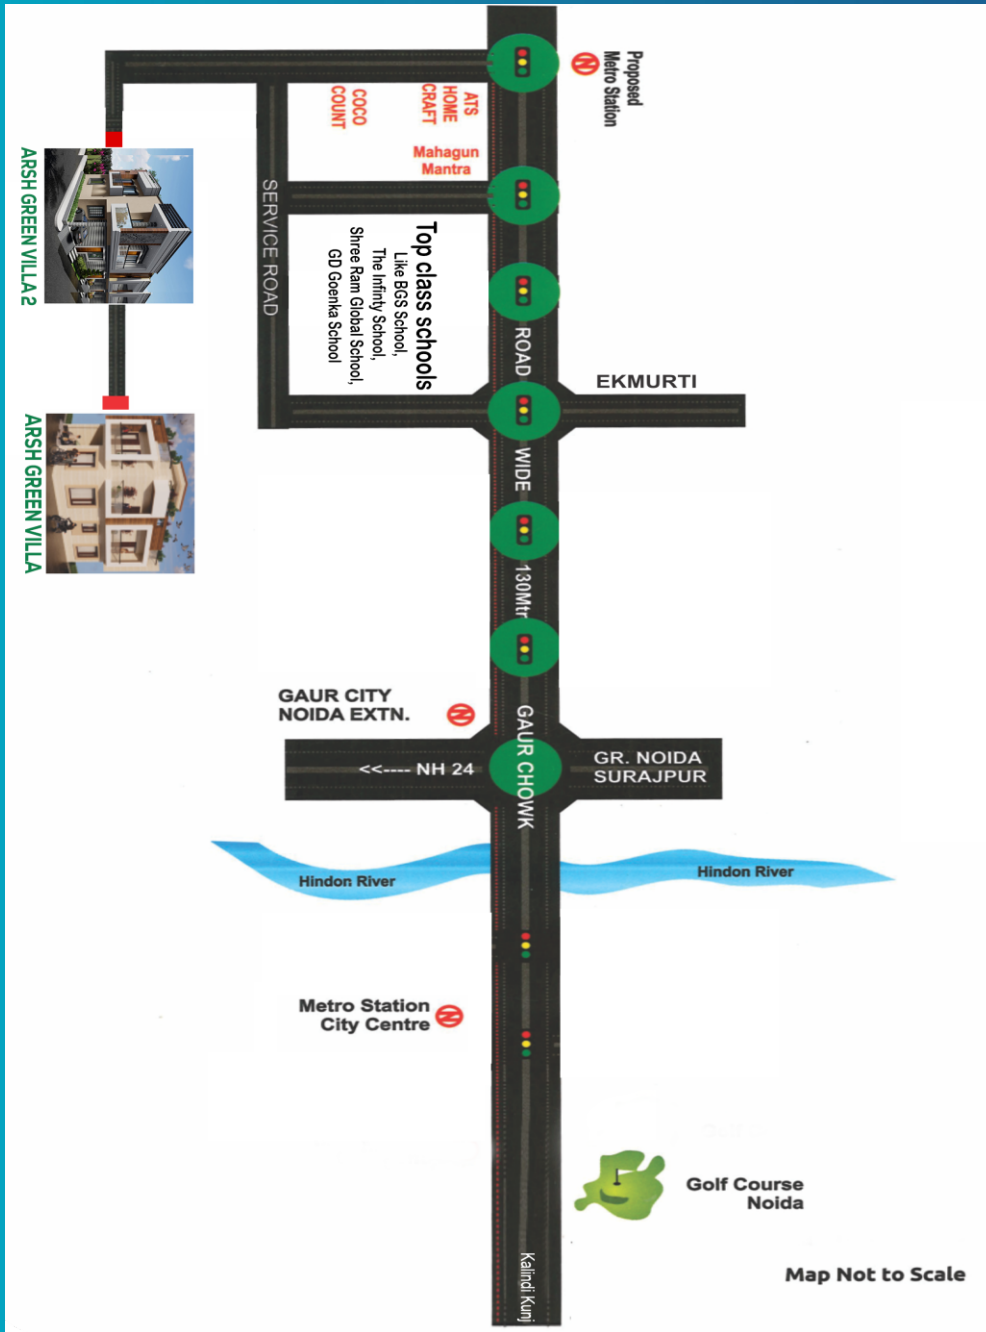 Proposed
Metro Station
ATS
HOME
CRAFT
COCO
COUNT
Mahagun
Mantra
ARSH GREEN VILLA 2
SERVICE ROAD
Top class schools
Like BGS School,
The Infinty School,
Shree Ram Global School,
GD Goenka School
ROAD
EKMURTI
ARSH GREEN VILLA
WIDE
130Mtr
GAUR CITY
NOIDA EXTN.
GAUR CHOWK
<<---- NH 24
GR. NOIDA
SURAJPUR
Hindon River
Hindon River
Metro Station
City Centre
Golf Course
Noida
Kalindi Kunj
Map Not to Scale